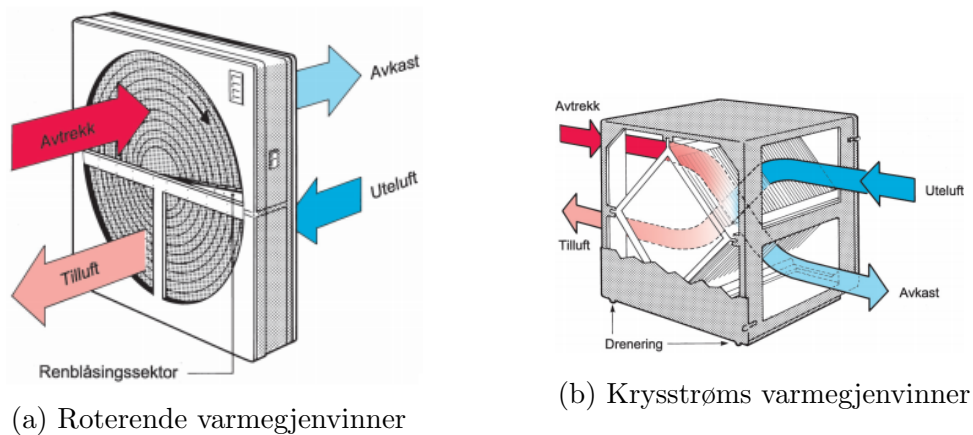 Avkast
Avtrekk
Uteluft
Tilluft
Renblåsingssektor
(a) Roterende varmegjenvinner
Avtrekk
Uteluft
Tilluft
Avkast
Drenering
(b) Krysstrøms varmegjenvinner